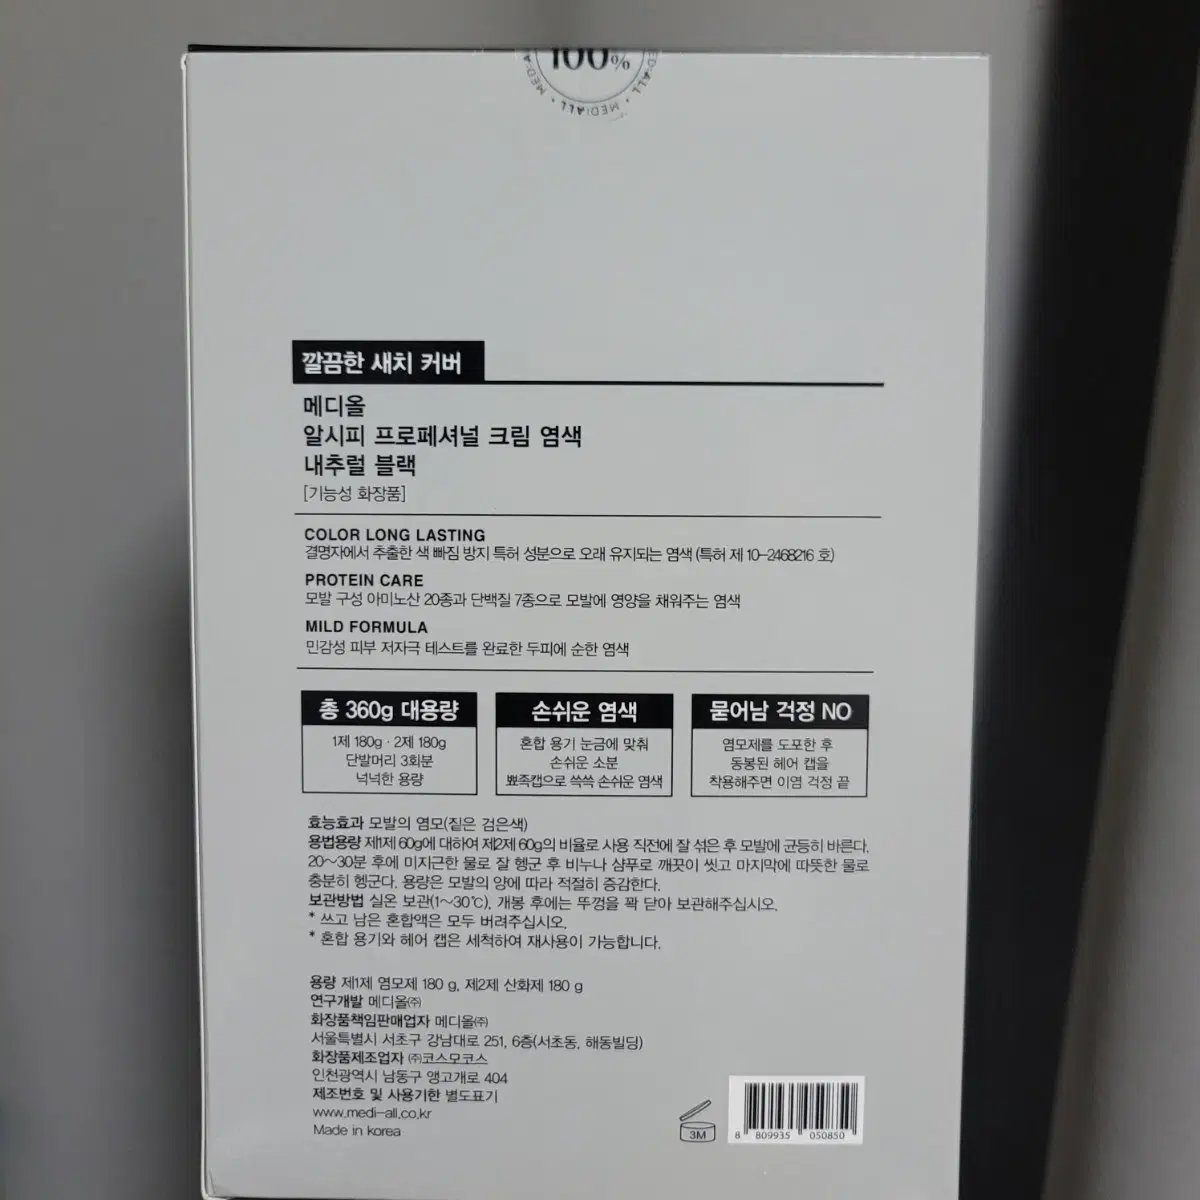 100%
MEDI-ALL · MEDI-ALL
깔끔한 새치 커버
메디올
알시피 프로페셔널 크림 염색
내추럴 블랙
[기능성 화장품]
COLOR LONG LASTING
결명자에서 추출한 색 빠짐 방지 특허 성분으로 오래 유지되는 염색 (특허 제 10-2468216 호)
PROTEIN CARE
모발 구성 아미노산 20종과 단백질 7종으로 모발에 영양을 채워주는 염색
MILD FORMULA
민감성 피부 저자극 테스트를 완료한 두피에 순한 염색
총 360g 대용량
1제 180g · 2제 180g
단발머리 3회분
넉넉한 용량
손쉬운 염색
혼합 용기 눈금에 맞춰
손쉬운 소분
뾰족캡으로 쓱쓱 손쉬운 염색
묻어남 걱정 NO
염모제를 도포한 후
동봉된 헤어 캡을
착용해주면 이염 걱정 끝
효능효과 모발의 염모(짙은 검은색)
용법용량 제1제 60g에 대하여 제2제 60g의 비율로 사용 직전에 잘 섞은 후 모발에 균등히 바른다.
20~30분 후에 미지근한 물로 잘 헹군 후 비누나 샴푸로 깨끗이 씻고 마지막에 따뜻한 물로
충분히 헹군다. 용량은 모발의 양에 따라 적절히 증감한다.
보관방법 실온 보관(1~30℃), 개봉 후에는 뚜껑을 꽉 닫아 보관해주십시오.
* 쓰고 남은 혼합액은 모두 버려주십시오.
* 혼합 용기와 헤어 캡은 세척하여 재사용이 가능합니다.
용량 제1제 염모제 180 g, 제2제 산화제 180 g
연구개발 메디올㈜
화장품책임판매업자 메디올㈜
서울특별시 서초구 강남대로 251, 6층(서초동, 해동빌딩)
화장품제조업자 ㈜코스모코스
인천광역시 남동구 앵고개로 404
제조번호 및 사용기한 별도표기
www.medi-all.co.kr
Made in korea
3M
8 809935 050850